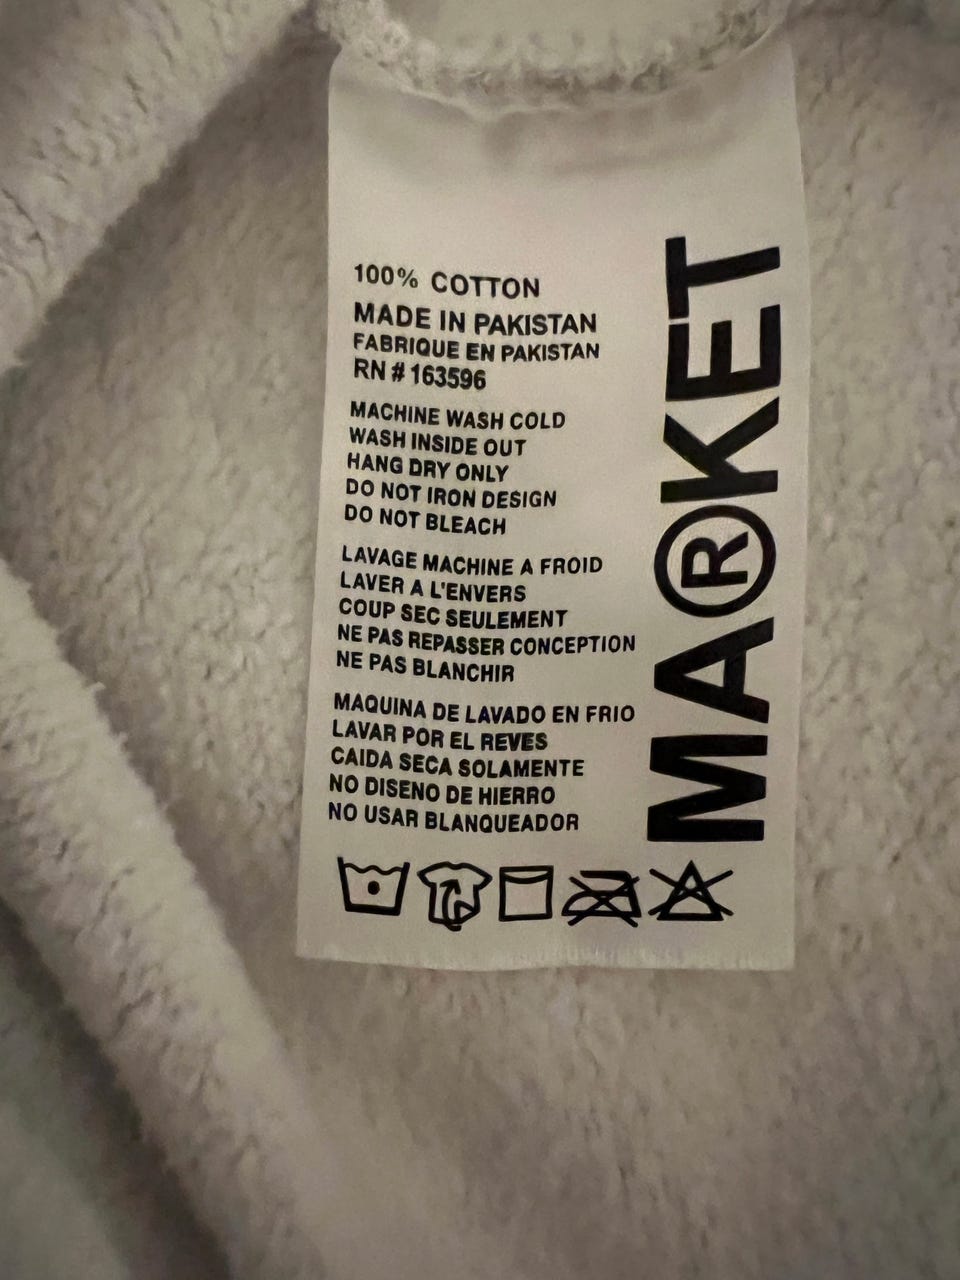 100% COTTON
MADE IN PAKISTAN
FABRIQUE EN PAKISTAN
RN # 163596
MACHINE WASH COLD
WASH INSIDE OUT
HANG DRY ONLY
DO NOT IRON DESIGN
DO NOT BLEACH
LAVAGE MACHINE A FROID
LAVER A L'ENVERS
COUP SEC SEULEMENT
NE PAS REPASSER CONCEPTION
NE PAS BLANCHIR
MAQUINA DE LAVADO EN FRIO
LAVAR POR EL REVES
CAIDA SECA SOLAMENTE
NO DISENO DE HIERRO
NO USAR BLANQUEADOR
MA®KET